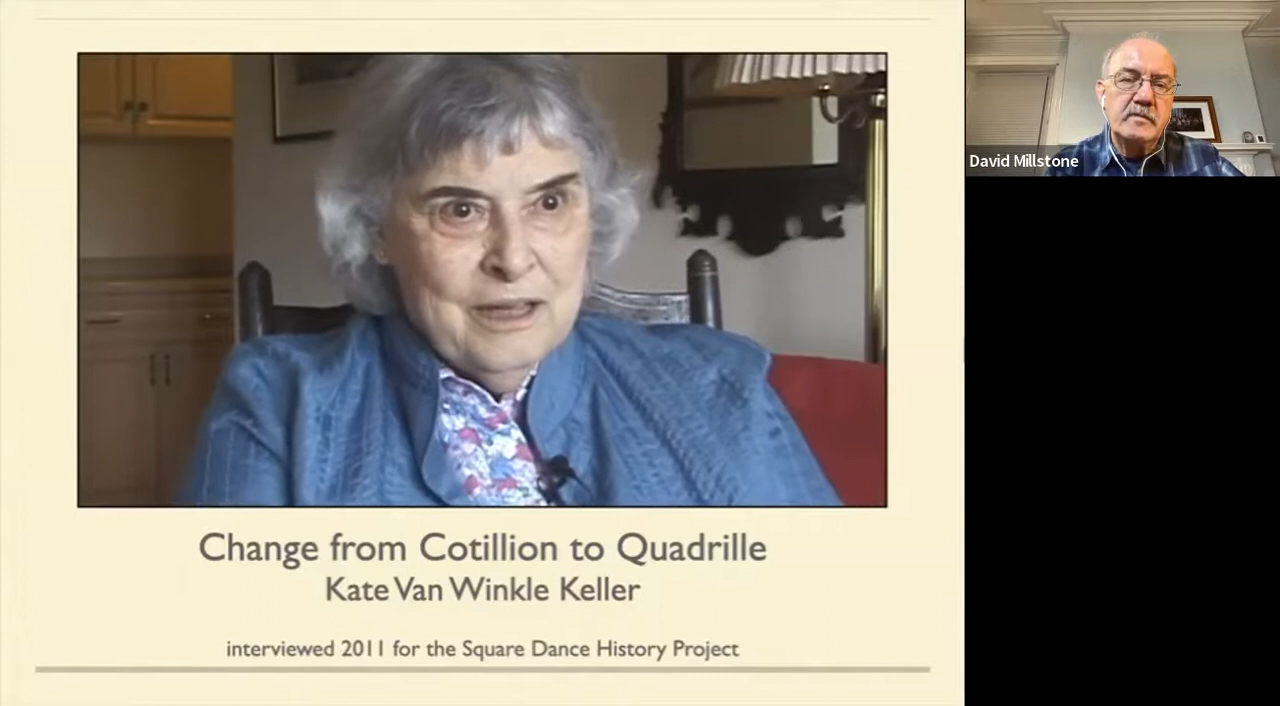 David Millstone
Change from Cotillion to Quadrille
Kate Van Winkle Keller
interviewed 2011 for the Square Dance History Project